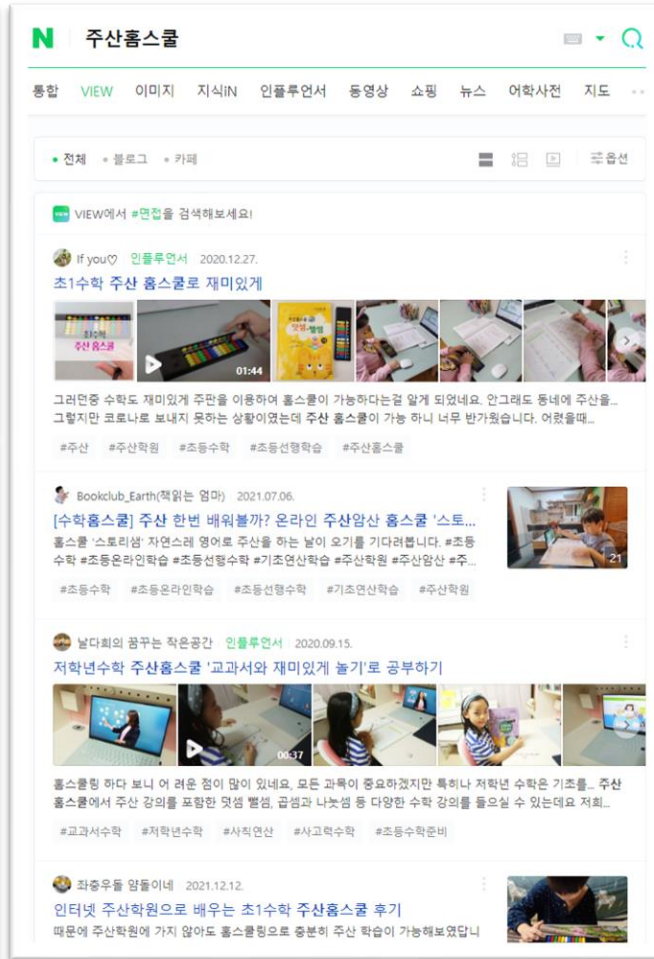 N 주산홈스쿨
통합 VIEW 이미지 지식iN 인플루언서 동영상 쇼핑 뉴스 어학사전 지도
전체 블로그 카페 옵션
VIEW VIEW에서 #면접을 검색해보세요!
If you♡ 인플루언서 2020.12.27.
초1수학 주산 홈스쿨로 재미있게
초1수학
주산 홈스쿨
01:44
그러던중 수학도 재미있게 주판을 이용하여 홈스쿨이 가능하다는걸 알게 되었네요. 안그래도 동네에 주산을...
그렇지만 코로나로 보내지 못하는 상황이였는데 주산 홈스쿨이 가능 하니 너무 반가웠습니다. 어렸을때...
#주산 #주산학원 #초등수학 #초등선행학습 #주산홈스쿨
Bookclub_Earth(책읽는 엄마) 2021.07.06.
[수학홈스쿨] 주산 한번 배워볼까? 온라인 주산암산 홈스쿨 '스토...
홈스쿨 '스토리샘' 자연스레 영어로 주산을 하는 날이 오기를 기다려봅니다. #초등
수학 #초등온라인학습 #초등선행수학 #기초연산학습 #주산학원 #주산암산 #주...
21
#초등수학 #초등온라인학습 #초등선행수학 #기초연산학습 #주산학원
날다희의 꿈꾸는 작은공간 인플루언서 2020.09.15.
저학년수학 주산홈스쿨 '교과서와 재미있게 놀기'로 공부하기
00:37
홈스쿨링 하다 보니 어 려운 점이 많이 있네요, 모든 과목이 중요하겠지만 특히나 저학년 수학은 기초를... 주산
홈스쿨에서 주산 강의를 포함한 덧셈 뺄셈, 곱셈과 나눗셈 등 다양한 수학 강의를 들으실 수 있는데요 저희...
#교과서수학 #저학년수학 #사칙연산 #사고력수학 #초등수학준비
좌충우돌 얌돌이네 2021.12.12.
인터넷 주산학원으로 배우는 초1수학 주산홈스쿨 후기
때문에 주산학원에 가지 않아도 홈스쿨링으로 충분히 주산 학습이 가능해보였답니